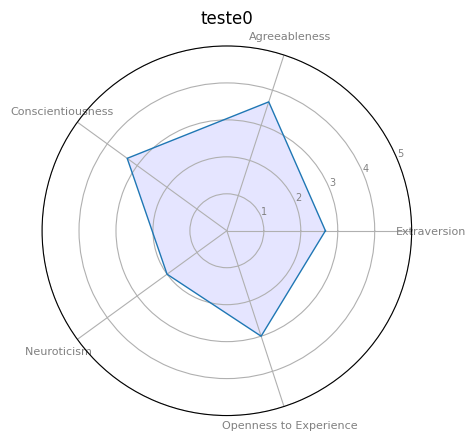 teste0
Agreeableness
Conscientiousness
5
4
3
2
1
Extraversion
Neuroticism
Openness to Experience